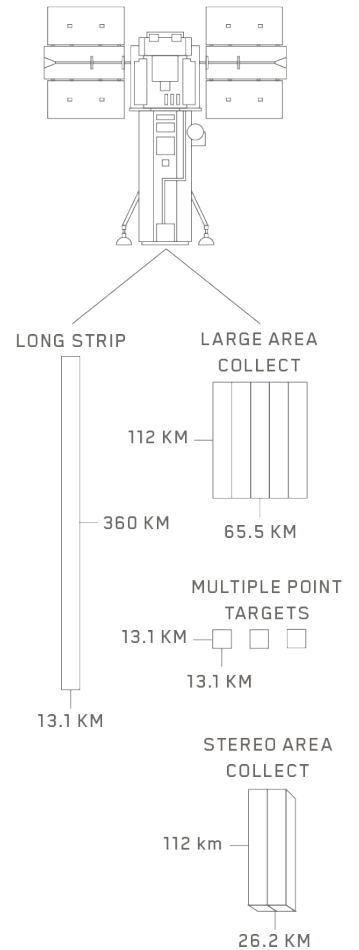 LONG STRIP
360 KM
13.1 KM
LARGE AREA
COLLECT
112 KM
65.5 KM
MULTIPLE POINT
TARGETS
13.1 KM
13.1 KM
STEREO AREA
COLLECT
112 km
26.2 KM